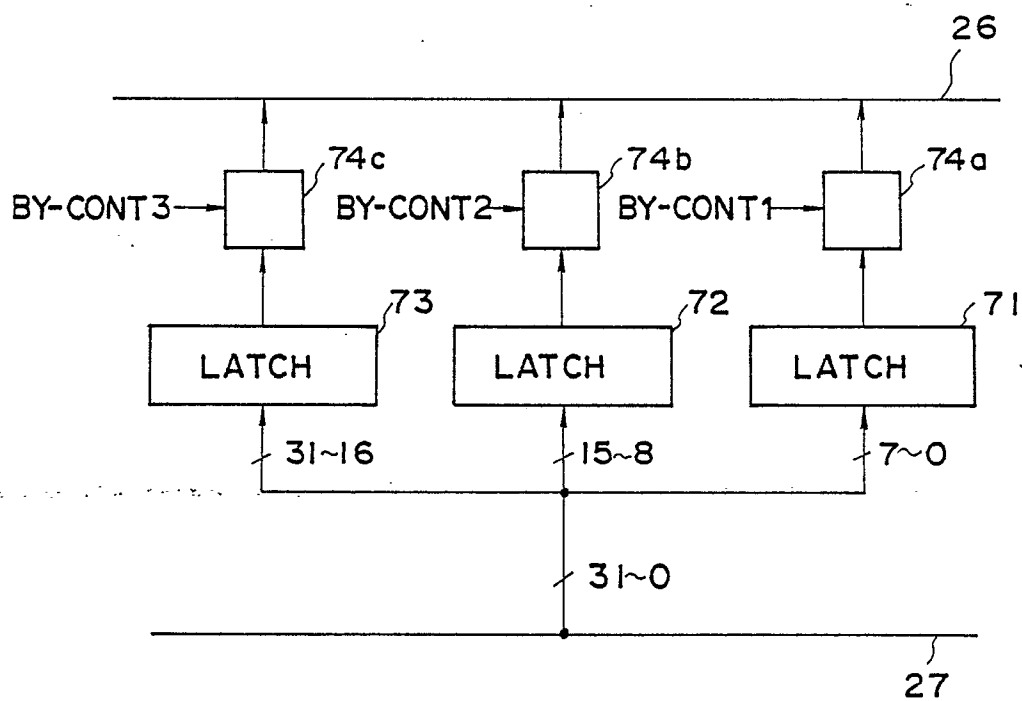 26
74c
74b
74a
BY-CONT3
BY-CONT2
BY-CONT1
73
72
71
LATCH
LATCH
LATCH
31~16
15~8
7~0
31~0
27